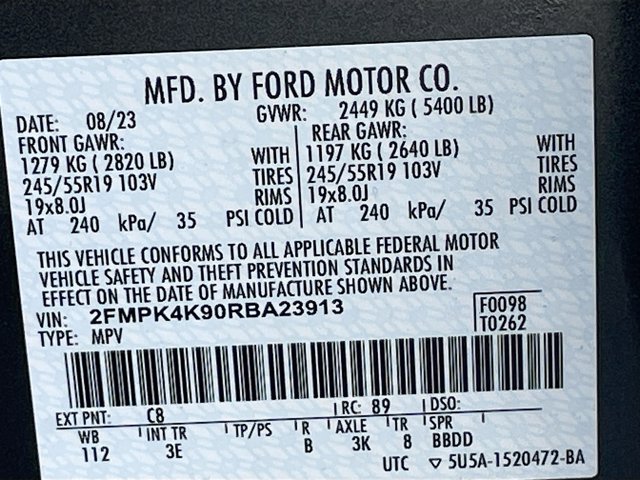 MFD. BY FORD MOTOR CO.
DATE: 08/23 GVWR: 2449 KG ( 5400 LB)
FRONT GAWR: REAR GAWR:
1279 KG ( 2820 LB) WITH 1197 KG ( 2640 LB) WITH
245/55R19 103V TIRES 245/55R19 103V TIRES
19x8.0J RIMS 19x8.0J RIMS
AT 240 kPa/ 35 PSI COLD AT 240 kPa/ 35 PSI COLD
THIS VEHICLE CONFORMS TO ALL APPLICABLE FEDERAL MOTOR
VEHICLE SAFETY AND THEFT PREVENTION STANDARDS IN
EFFECT ON THE DATE OF MANUFACTURE SHOWN ABOVE.
VIN: 2FMPK4K90RBA23913 F0098
TYPE: MPV T0262
EXT PNT: C8 RC: 89 DSO:
WB INT TR TP/PS R AXLE TR SPR
112 3E B 3K 8 BBDD
UTC ▽ 5U5A-1520472-BA